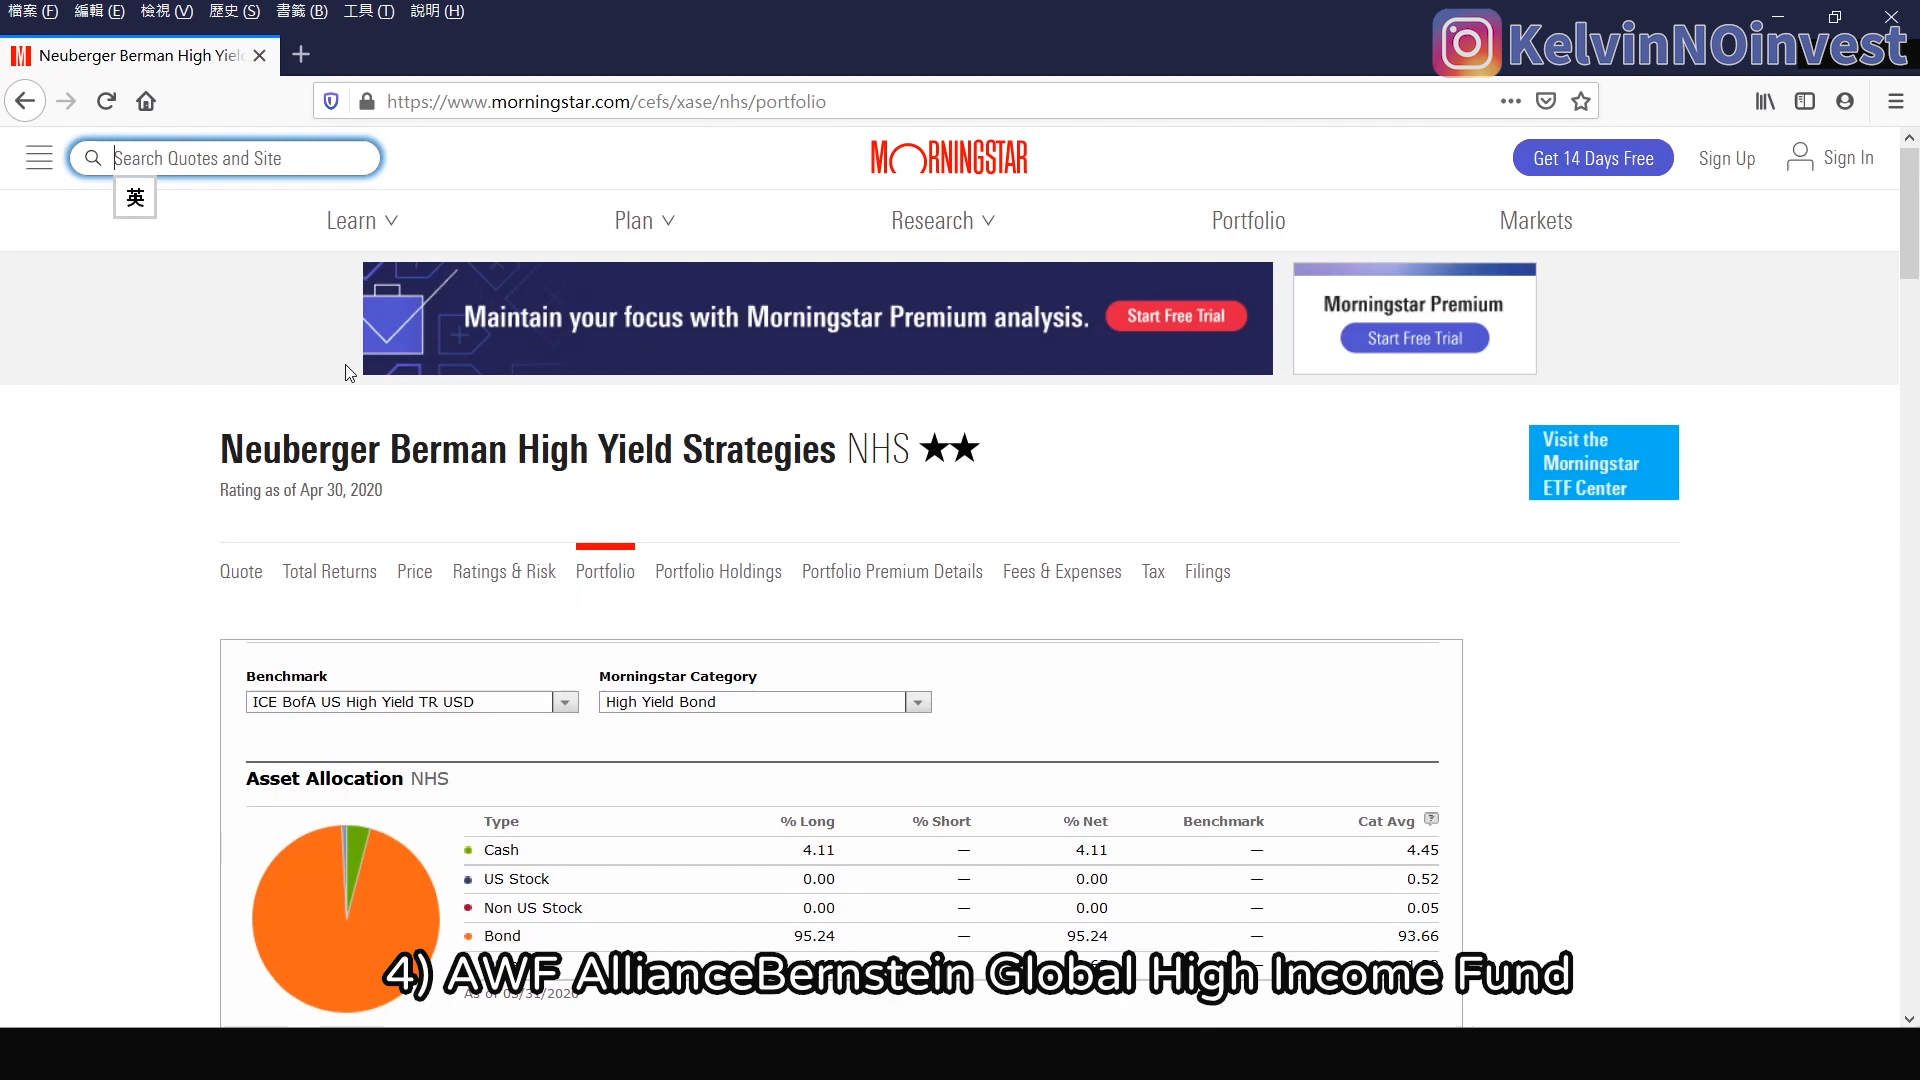 檔案 (F) 編輯 (E) 檢視 (V) 歷史 (S) 書籤 (B) 工具 (T) 說明 (H)
KelvinNOinvest
Neuberger Berman High Yiel
https://www.morningstar.com/cefs/xase/nhs/portfolio
Search Quotes and Site
英
MORNINGSTAR
Get 14 Days Free Sign Up Sign In
Learn Plan Research Portfolio Markets
Maintain your focus with Morningstar Premium analysis. Start Free Trial
Morningstar Premium
Start Free Trial
Neuberger Berman High Yield Strategies NHS ★★
Rating as of Apr 30, 2020
Visit the
Morningstar
ETF Center
Quote Total Returns Price Ratings & Risk Portfolio Portfolio Holdings Portfolio Premium Details Fees & Expenses Tax Filings
Benchmark Morningstar Category
ICE BofA US High Yield TR USD High Yield Bond
Asset Allocation NHS
Type % Long % Short % Net Benchmark Cat Avg
Cash 4.11 — 4.11 — 4.45
US Stock 0.00 — 0.00 — 0.52
Non US Stock 0.00 — 0.00 — 0.05
Bond 95.24 — 95.24 — 93.66
4) AWF AllianceBernstein Global High Income Fund
As of 03/31/2020